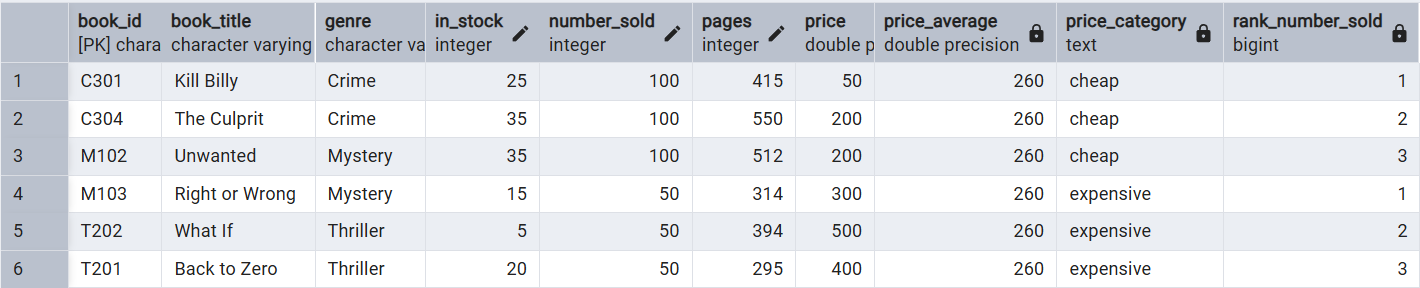 book_id book_title genre in_stock number_sold pages price price_average price_category rank_number_sold
[PK] chara character varying character va integer integer integer double p double precision text bigint
1 C301 Kill Billy Crime 25 100 415 50 260 cheap 1
2 C304 The Culprit Crime 35 100 550 200 260 cheap 2
3 M102 Unwanted Mystery 35 100 512 200 260 cheap 3
4 M103 Right or Wrong Mystery 15 50 314 300 260 expensive 1
5 T202 What If Thriller 5 50 394 500 260 expensive 2
6 T201 Back to Zero Thriller 20 50 295 400 260 expensive 3